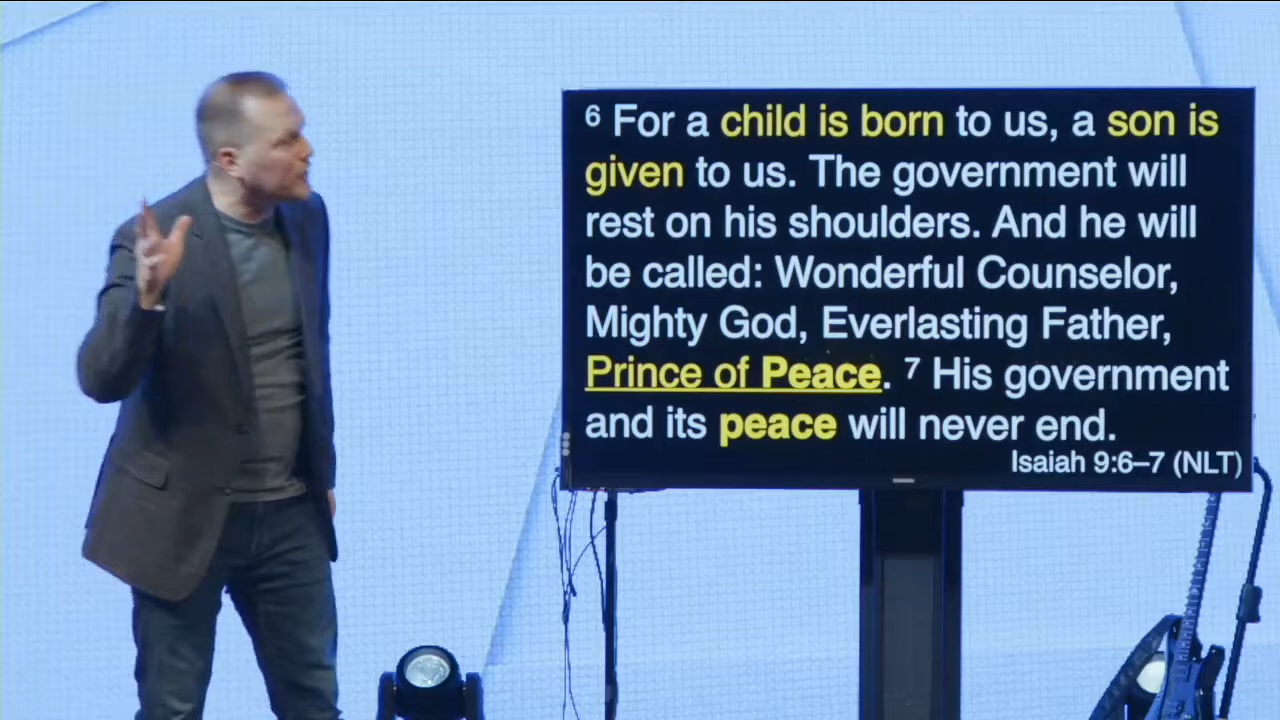 ⁶ For a child is born to us, a son is
given to us. The government will
rest on his shoulders. And he will
be called: Wonderful Counselor,
Mighty God, Everlasting Father,
Prince of Peace. ⁷ His government
and its peace will never end.
Isaiah 9:6–7 (NLT)